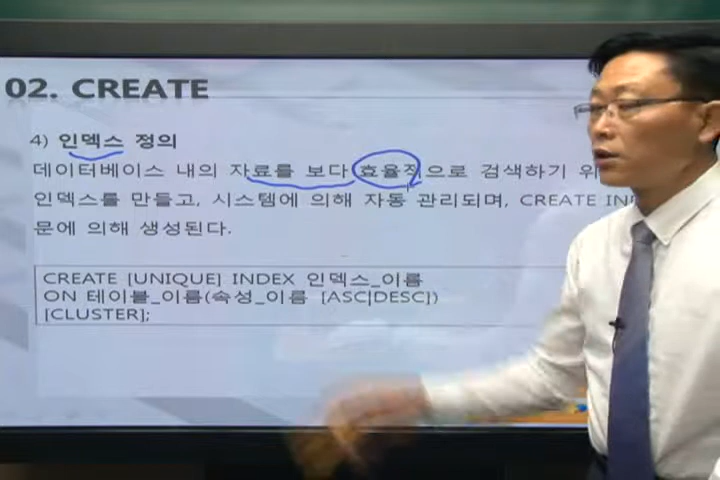 02. CREATE
4) 인덱스 정의
데이터베이스 내의 자료를 보다 효율적으로 검색하기 위
인덱스를 만들고, 시스템에 의해 자동 관리되며, CREATE IN
문에 의해 생성된다.
CREATE [UNIQUE] INDEX 인덱스_이름
ON 테이블_이름(속성_이름 [ASC|DESC])
[CLUSTER];